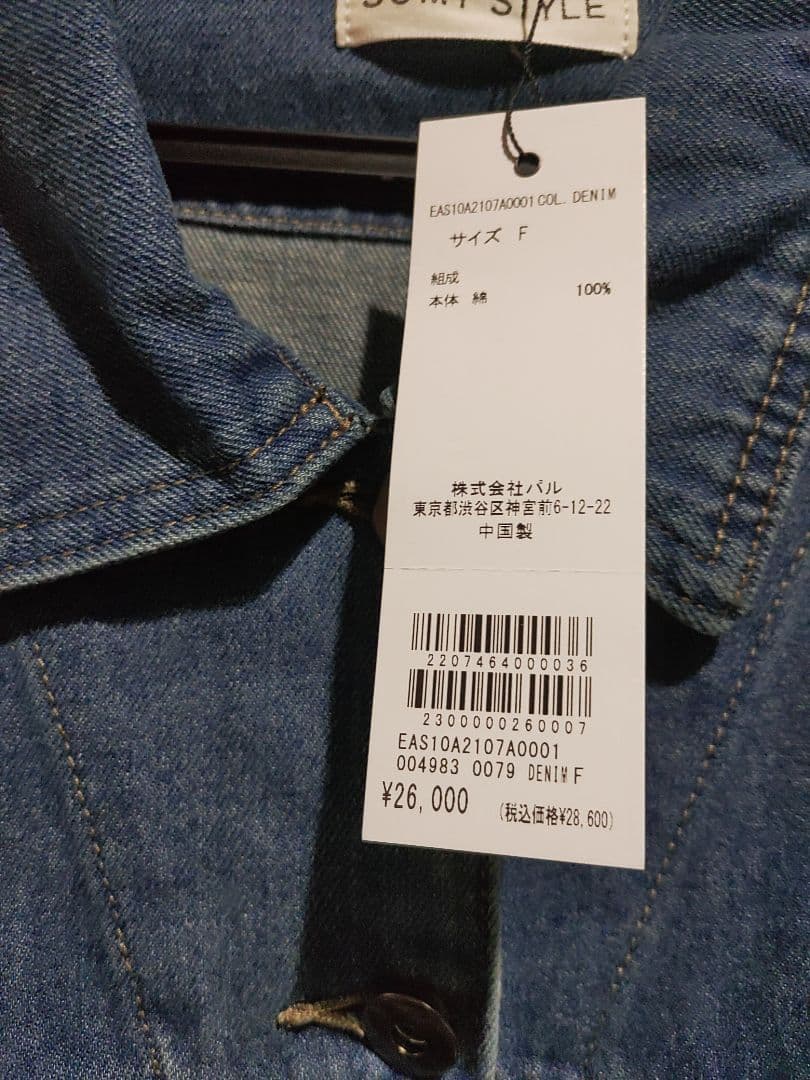 STYLE
EAS10A2107A0001 COL. DENIM
サイズ F
組成
本体 綿 100%
株式会社パル
東京都渋谷区神宮前6-12-22
中国製
2207464000036
2300000260007
EAS10A2107A0001
004983 0079 DENIM F
¥26,000 (税込価格¥28,600)